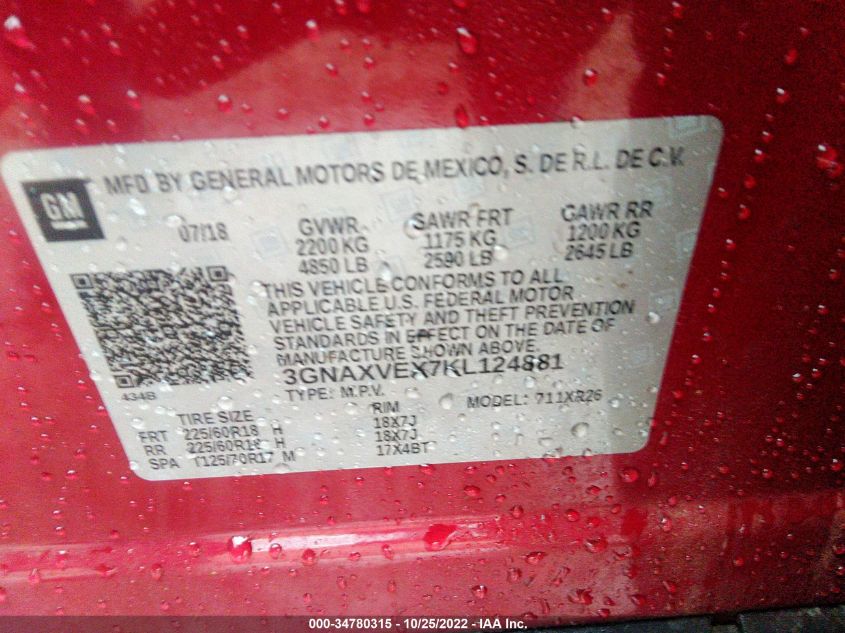 MFD BY GENERAL MOTORS DE MEXICO, S. DE R.L. DE C.V.
GM
07/18
GVWR GAWR FRT GAWR RR
2200 KG 1175 KG 1200 KG
4850 LB 2590 LB 2645 LB
THIS VEHICLE CONFORMS TO ALL
APPLICABLE U.S. FEDERAL MOTOR
VEHICLE SAFETY AND THEFT PREVENTION
STANDARDS IN EFFECT ON THE DATE OF
MANUFACTURE SHOWN ABOVE.
3GNAXVEX7KL124881
434B
TYPE: M.P.V. MODEL: 711XR26
TIRE SIZE RIM
FRT 225/60R18 H 18X7J
RR 225/60R18 H 18X7J
SPA T125/70R17 M 17X4BT
000-34780315 - 10/25/2022 - IAA Inc.